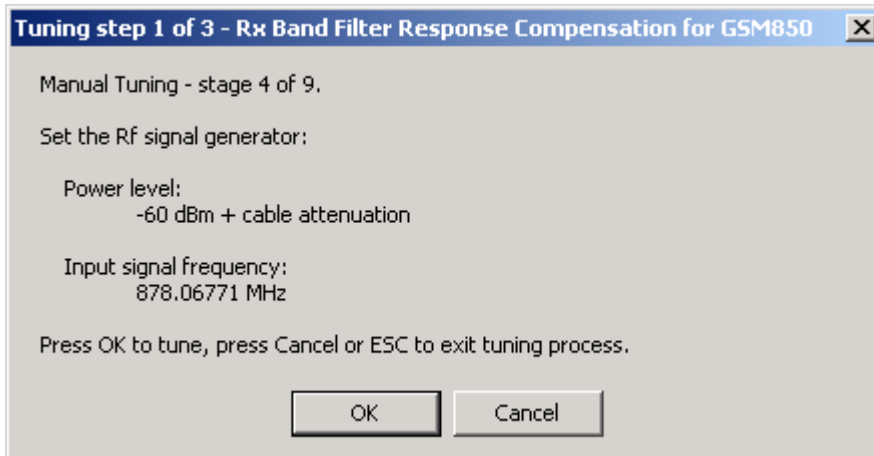 Tuning step 1 of 3 - Rx Band Filter Response Compensation for GSM850
Manual Tuning - stage 4 of 9.
Set the Rf signal generator:
Power level:
-60 dBm + cable attenuation
Input signal frequency:
878.06771 MHz
Press OK to tune, press Cancel or ESC to exit tuning process.
OK
Cancel